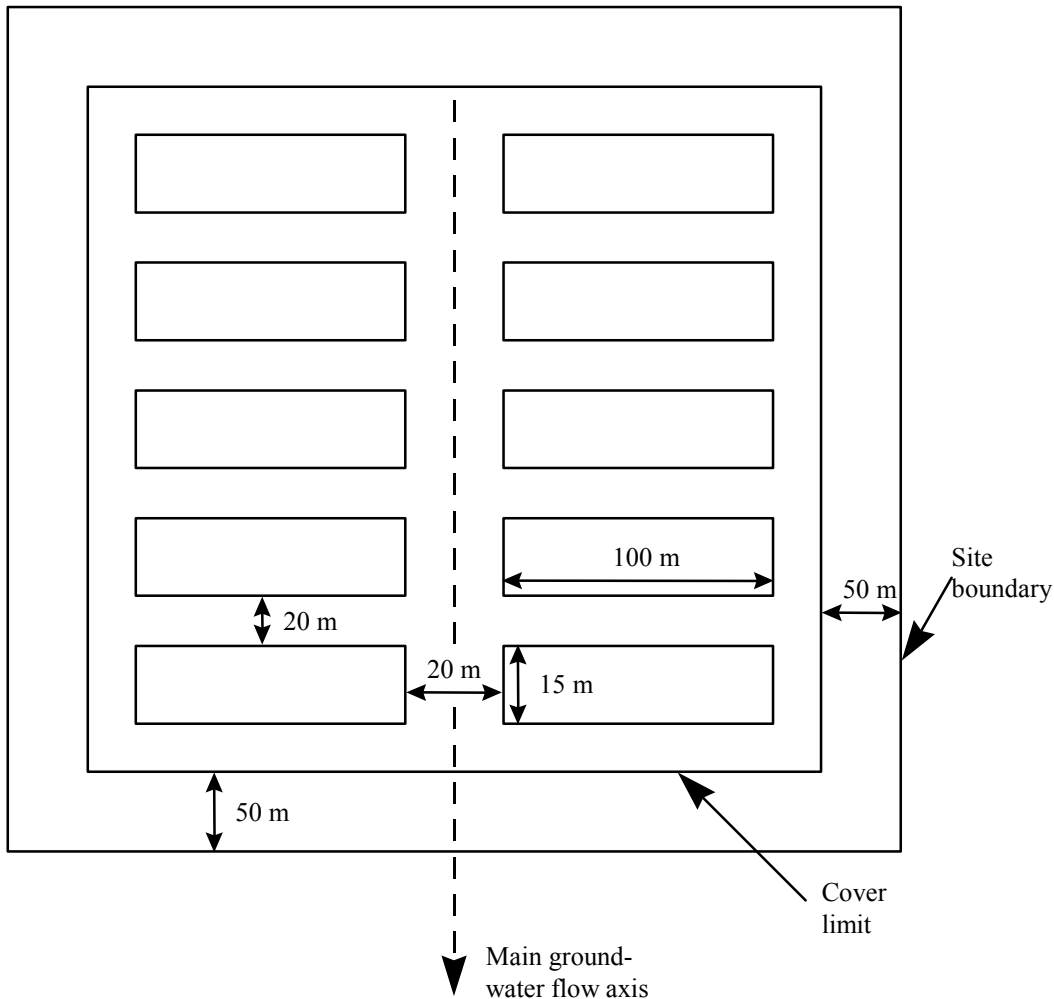 100 m
Site
boundary
50 m
20 m
20 m
15 m
50 m
Cover
limit
Main ground-
water flow axis